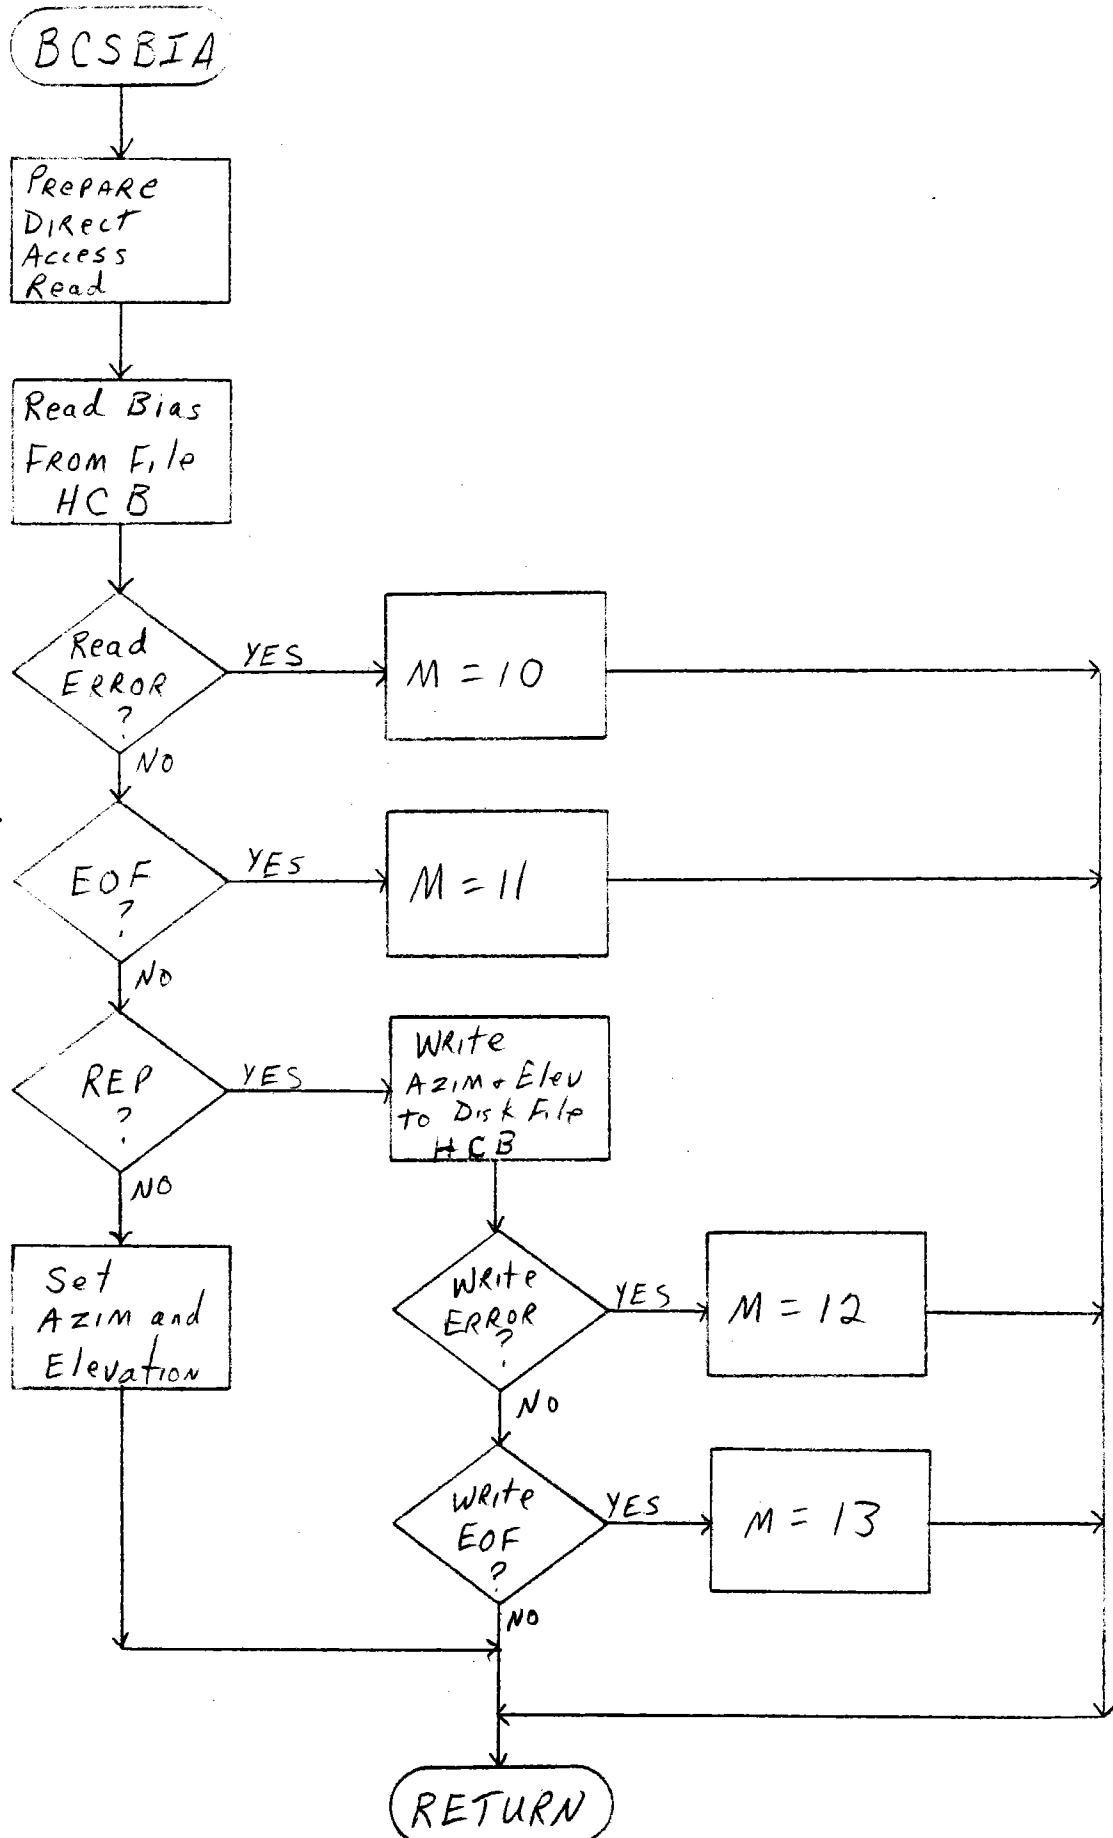 BCSBIA
PRePARe
DIRect
Access
Read
Read Bias
FROM File
HCB
Read
ERROR
?
YES
M = 10
NO
EOF
?
YES
M = 11
NO
REP
?
YES
WRite
AZIM & Elev
to Disk File
HCB
NO
Set
AZIM and
Elevation
WRite
ERROR
?
YES
M = 12
NO
WRite
EOF
?
YES
M = 13
NO
RETURN